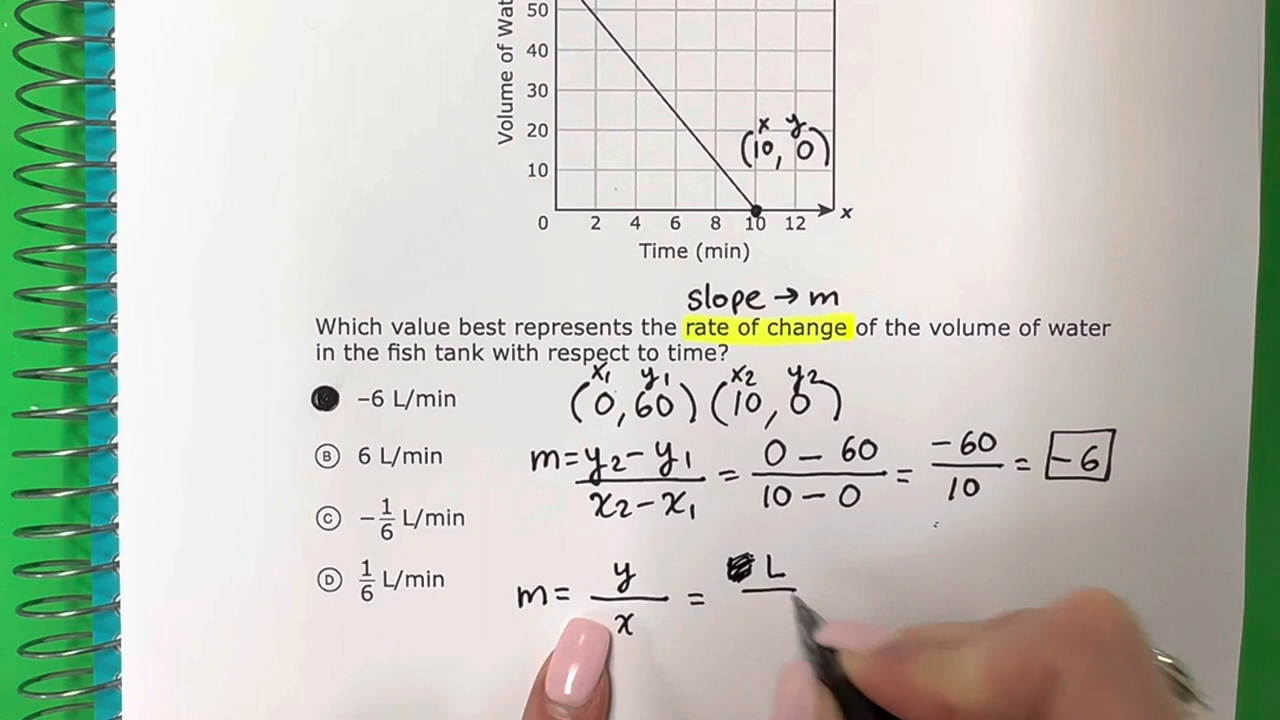 50
Volume of Wat
40
30
20
10
x y
(10, 0)
0 2 4 6 8 10 12 x
Time (min)
slope → m
Which value best represents the rate of change of the volume of water
in the fish tank with respect to time?
x₁ y₁ x₂ y₂
(0, 60) (10, 0)
-6 L/min
B 6 L/min
m = y₂ - y₁ / x₂ - x₁ = 0 - 60 / 10 - 0 = -60 / 10 = -6
C -1/6 L/min
D 1/6 L/min
m = y / x = L